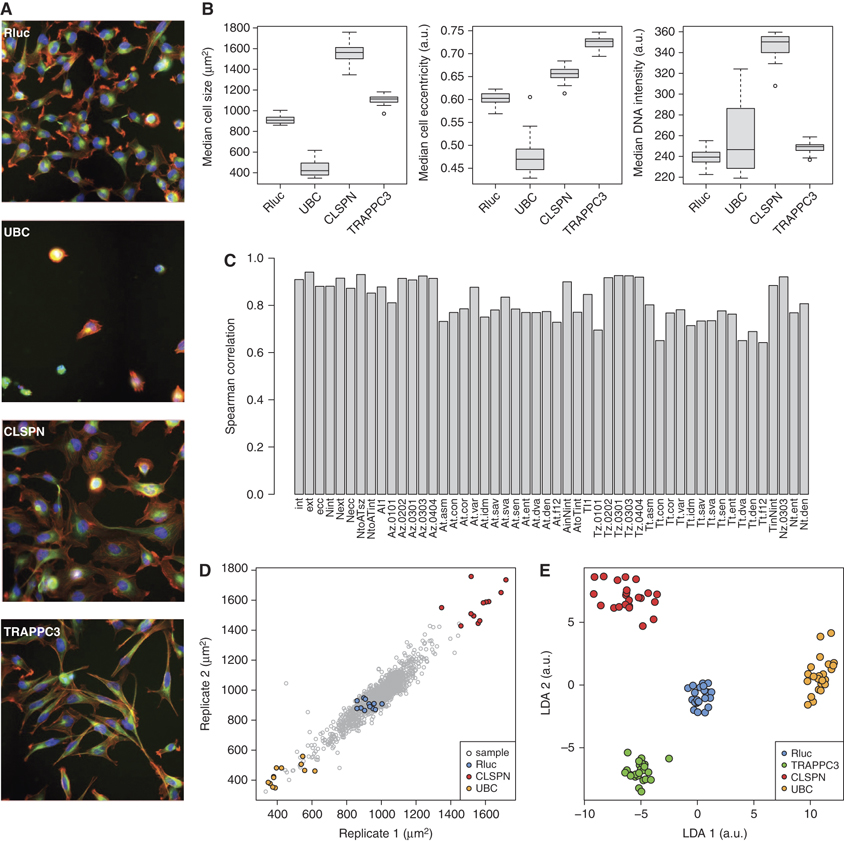 A
Rluc
UBC
CLSPN
TRAPPC3
B
Median cell size (μm²)
1800
1600
1400
1200
1000
800
600
400
Rluc
UBC
CLSPN
TRAPPC3
Median cell eccentricity (a.u.)
0.75
0.70
0.65
0.60
0.55
0.50
0.45
Rluc
UBC
CLSPN
TRAPPC3
Median DNA intensity (a.u.)
360
340
320
300
280
260
240
220
Rluc
UBC
CLSPN
TRAPPC3
C
Spearman correlation
1.0
0.8
0.6
0.4
0.2
0.0
int
ext
ecc
Nint
Next
Necc
NtoATsz
NtoATint
AI1
Az.0101
Az.0202
Az.0301
Az.0303
Az.0404
At.asm
At.con
At.cor
At.var
At.idm
At.sav
At.sva
At.sen
At.ent
At.dva
At.den
At.f12
AinNint
AtoTint
TI1
Tz.0101
Tz.0202
Tz.0301
Tz.0303
Tz.0404
Tt.asm
Tt.con
Tt.cor
Tt.var
Tt.idm
Tt.sav
Tt.sva
Tt.sen
Tt.ent
Tt.dva
Tt.den
Tt.f12
TinNint
Nz.0303
Nt.ent
Nt.den
D
Replicate 2 (μm²)
1800
1600
1400
1200
1000
800
600
400
400 600 800 1000 1200 1400 1600
Replicate 1 (μm²)
sample
Rluc
CLSPN
UBC
E
LDA 2 (a.u.)
5
0
−5
−10 −5 0 5 10
LDA 1 (a.u.)
Rluc
TRAPPC3
CLSPN
UBC